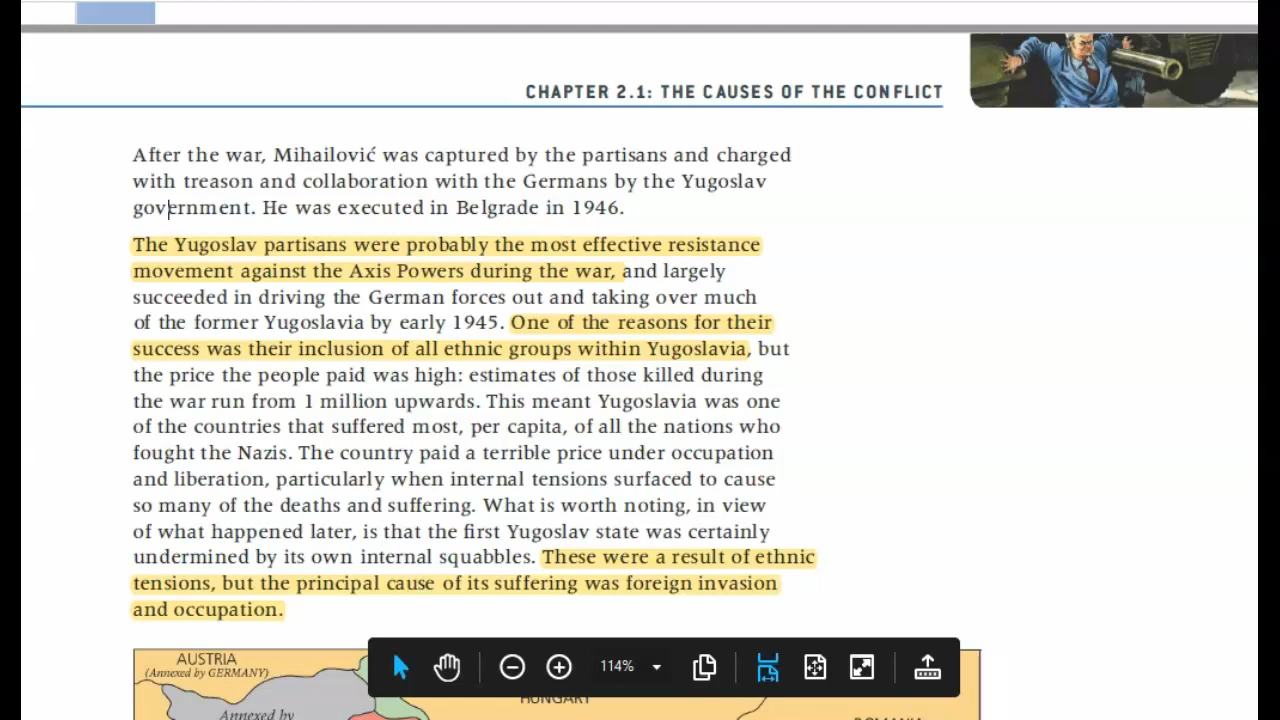 CHAPTER 2.1: THE CAUSES OF THE CONFLICT
After the war, Mihailović was captured by the partisans and charged
with treason and collaboration with the Germans by the Yugoslav
government. He was executed in Belgrade in 1946.
The Yugoslav partisans were probably the most effective resistance
movement against the Axis Powers during the war, and largely
succeeded in driving the German forces out and taking over much
of the former Yugoslavia by early 1945. One of the reasons for their
success was their inclusion of all ethnic groups within Yugoslavia, but
the price the people paid was high: estimates of those killed during
the war run from 1 million upwards. This meant Yugoslavia was one
of the countries that suffered most, per capita, of all the nations who
fought the Nazis. The country paid a terrible price under occupation
and liberation, particularly when internal tensions surfaced to cause
so many of the deaths and suffering. What is worth noting, in view
of what happened later, is that the first Yugoslav state was certainly
undermined by its own internal squabbles. These were a result of ethnic
tensions, but the principal cause of its suffering was foreign invasion
and occupation.
AUSTRIA
(Annexed by GERMANY)
114%
HUNGARY
Annexed by
ROMANIA